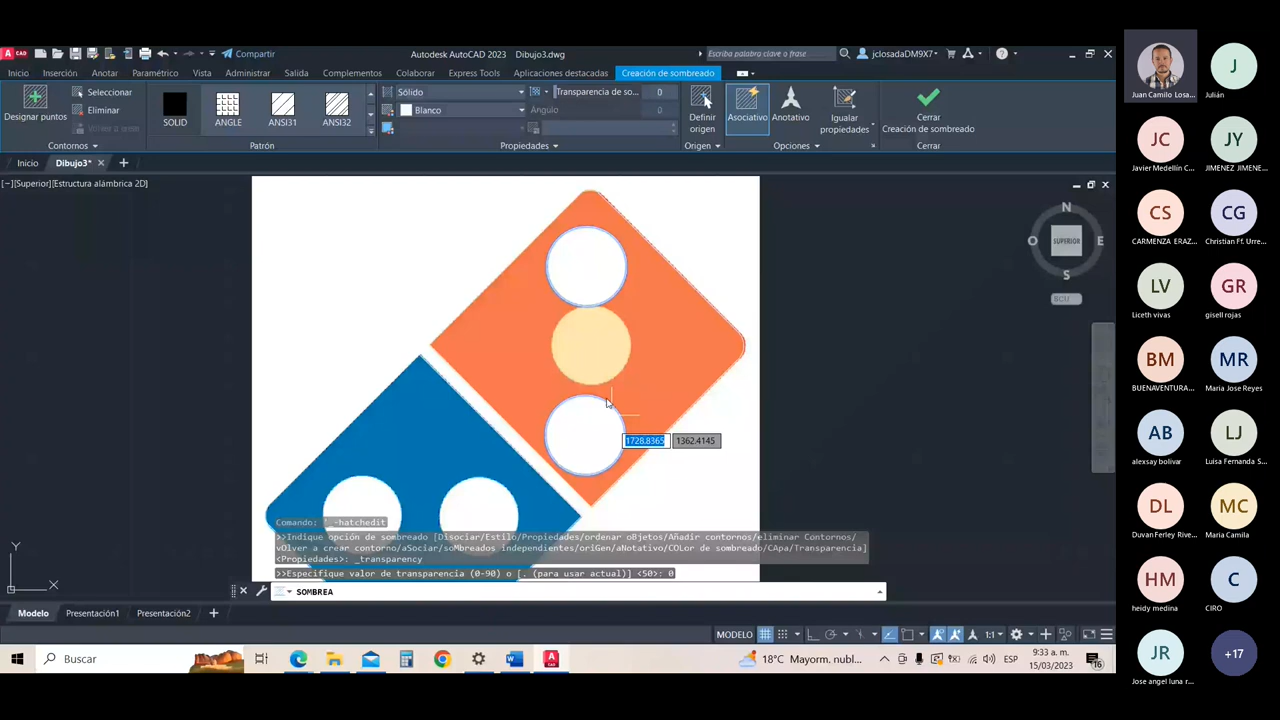 CAD
Compartir
Autodesk AutoCAD 2023 Dibujo3.dwg
Escriba palabra clave o frase
jclosadaDM9X7
Inicio Inserción Anotar Paramétrico Vista Administrar Salida Complementos Colaborar Express Tools Aplicaciones destacadas Creación de sombreado
Designar puntos
Seleccionar
Eliminar
Contornos
SOLID
ANGLE
ANSI31
ANSI32
Patrón
Sólido
Blanco
Transparencia de so... 0
Ángulo 0
Propiedades
Definir
origen
Origen
Asociativo
Anotativo
Igualar
propiedades
Opciones
Cerrar
Creación de sombreado
Cerrar
Inicio Dibujo3*
[−][Superior][Estructura alámbrica 2D]
N
O SUPERIOR E
S
BCU
1728.8365 1362.4145
Comando: '_-hatchedit
>>Indique opción de sombreado [Disociar/Estilo/Propiedades/ordenar oBjetos/Añadir contornos/eliminar Contornos/
vOlver a crear contorno/aSociar/soMbreados independientes/oriGen/aNotativo/COLor de sombreado/CApa/Transparencia]
<Propiedades>: _transparency
>>Especifique valor de transparencia (0-90) o [. (para usar actual)] <50>: 0
SOMBREA
Y
X
Modelo Presentación1 Presentación2
MODELO
1:1
Buscar
18°C Mayorm. nubl...
ESP
9:33 a. m.
15/03/2023
16
Juan Camilo Losa...
J
Julián
JC
Javier Medellín C...
JY
JIMENEZ JIMENE...
CS
CARMENZA ERAZ...
CG
Christian Ff. Urre...
LV
Liceth vivas
GR
gisell rojas
BM
BUENAVENTURA...
MR
Maria Jose Reyes
AB
alexsay bolivar
LJ
Luisa Fernanda S...
DL
Duvan Ferley Rive...
MC
Maria Camila
HM
heidy medina
C
CIRO
JR
Jose angel luna r...
+17